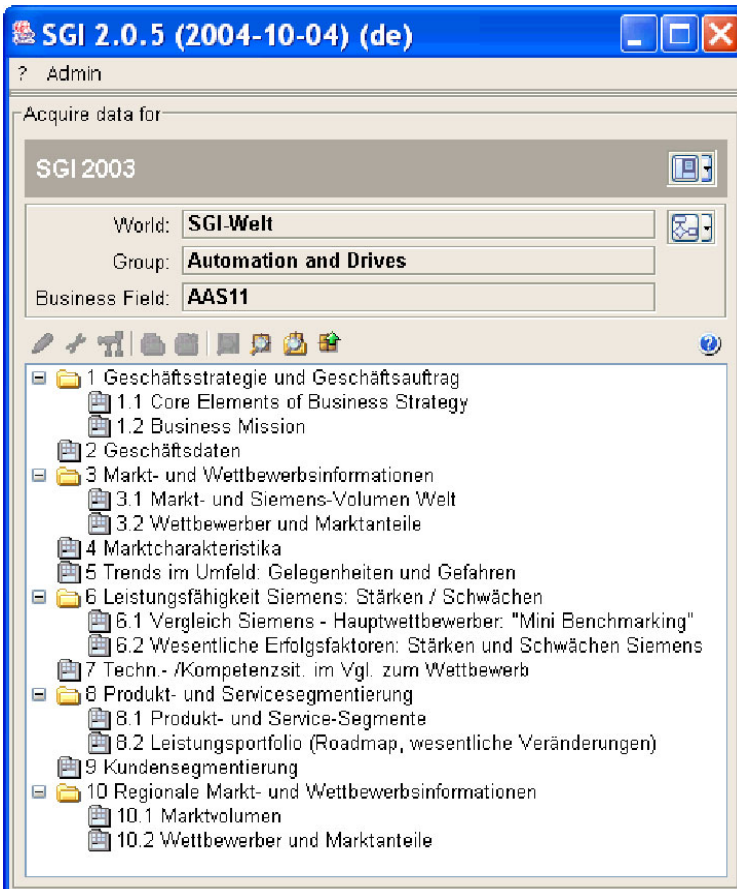 SGI 2.0.5 (2004-10-04) (de)
? Admin
Acquire data for
SGI 2003
World: SGI-Welt
Group: Automation and Drives
Business Field: AAS11
1 Geschäftsstrategie und Geschäftsauftrag
1.1 Core Elements of Business Strategy
1.2 Business Mission
2 Geschäftsdaten
3 Markt- und Wettbewerbsinformationen
3.1 Markt- und Siemens-Volumen Welt
3.2 Wettbewerber und Marktanteile
4 Marktcharakteristika
5 Trends im Umfeld: Gelegenheiten und Gefahren
6 Leistungsfähigkeit Siemens: Stärken / Schwächen
6.1 Vergleich Siemens - Hauptwettbewerber: "Mini Benchmarking"
6.2 Wesentliche Erfolgsfaktoren: Stärken und Schwächen Siemens
7 Techn.- /Kompetenzsit. im Vgl. zum Wettbewerb
8 Produkt- und Servicesegmentierung
8.1 Produkt- und Service-Segmente
8.2 Leistungsportfolio (Roadmap, wesentliche Veränderungen)
9 Kundensegmentierung
10 Regionale Markt- und Wettbewerbsinformationen
10.1 Marktvolumen
10.2 Wettbewerber und Marktanteile